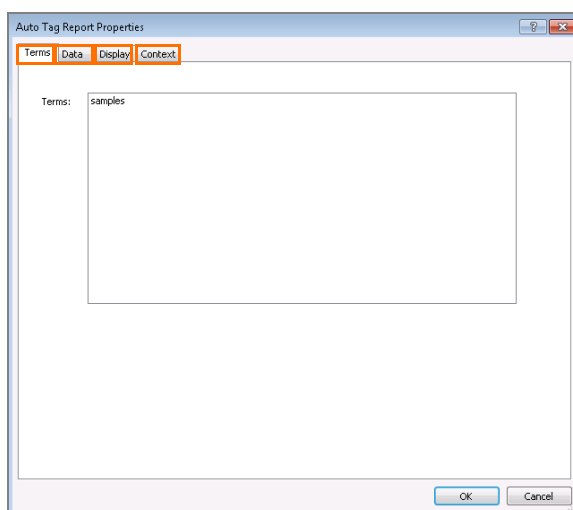 Auto Tag Report Properties
Terms Data Display Context
Terms: samples
OK Cancel